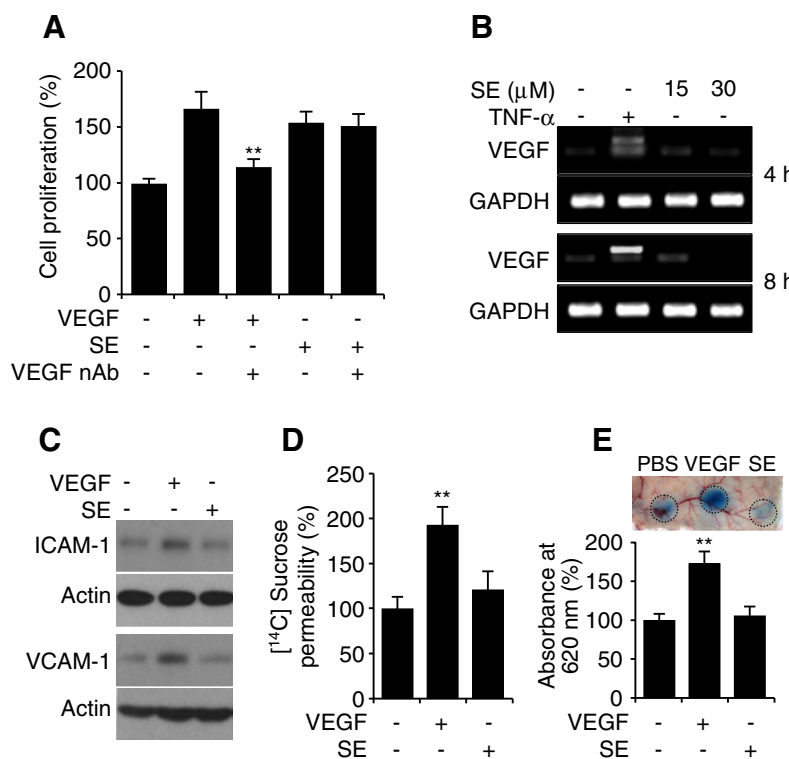 A
Cell proliferation (%)
200
150
100
50
0
**
VEGF - + + - -
SE - - - + +
VEGF nAb - - + - +
B
SE (μM) - - 15 30
TNF-α - + - -
VEGF
GAPDH
4 h
VEGF
GAPDH
8 h
C
VEGF - + -
SE - - +
ICAM-1
Actin
VCAM-1
Actin
D
[¹⁴C] Sucrose
permeability (%)
250
200
150
100
50
0
**
VEGF - + -
SE - - +
E
PBS VEGF SE
Absorbance at
620 nm (%)
200
150
100
50
0
**
VEGF - + -
SE - - +